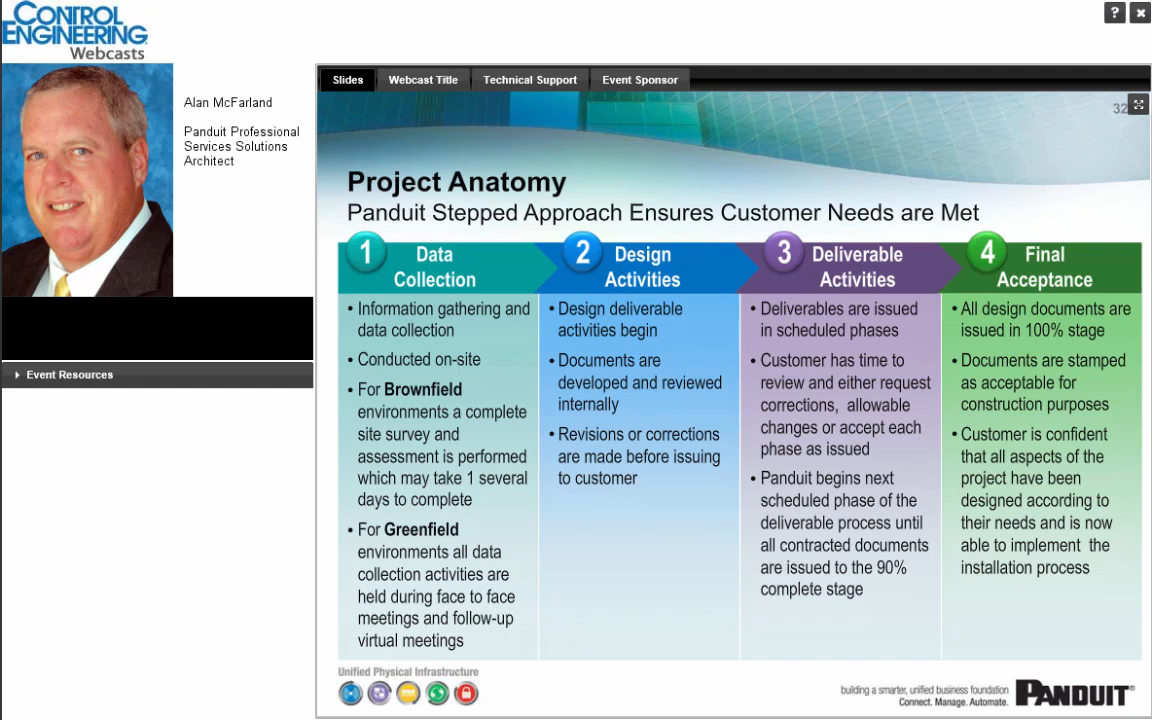 CONTROL
ENGINEERING
Webcasts
? ×
Alan McFarland
Panduit Professional
Services Solutions
Architect
Event Resources
Slides Webcast Title Technical Support Event Sponsor
32
Project Anatomy
Panduit Stepped Approach Ensures Customer Needs are Met
1 Data
Collection
• Information gathering and
data collection
• Conducted on-site
• For Brownfield
environments a complete
site survey and
assessment is performed
which may take 1 several
days to complete
• For Greenfield
environments all data
collection activities are
held during face to face
meetings and follow-up
virtual meetings
2 Design
Activities
• Design deliverable
activities begin
• Documents are
developed and reviewed
internally
• Revisions or corrections
are made before issuing
to customer
3 Deliverable
Activities
• Deliverables are issued
in scheduled phases
• Customer has time to
review and either request
corrections, allowable
changes or accept each
phase as issued
• Panduit begins next
scheduled phase of the
deliverable process until
all contracted documents
are issued to the 90%
complete stage
4 Final
Acceptance
• All design documents are
issued in 100% stage
• Documents are stamped
as acceptable for
construction purposes
• Customer is confident
that all aspects of the
project have been
designed according to
their needs and is now
able to implement the
installation process
Unified Physical Infrastructure
building a smarter, unified business foundation
Connect. Manage. Automate.
PANDUIT